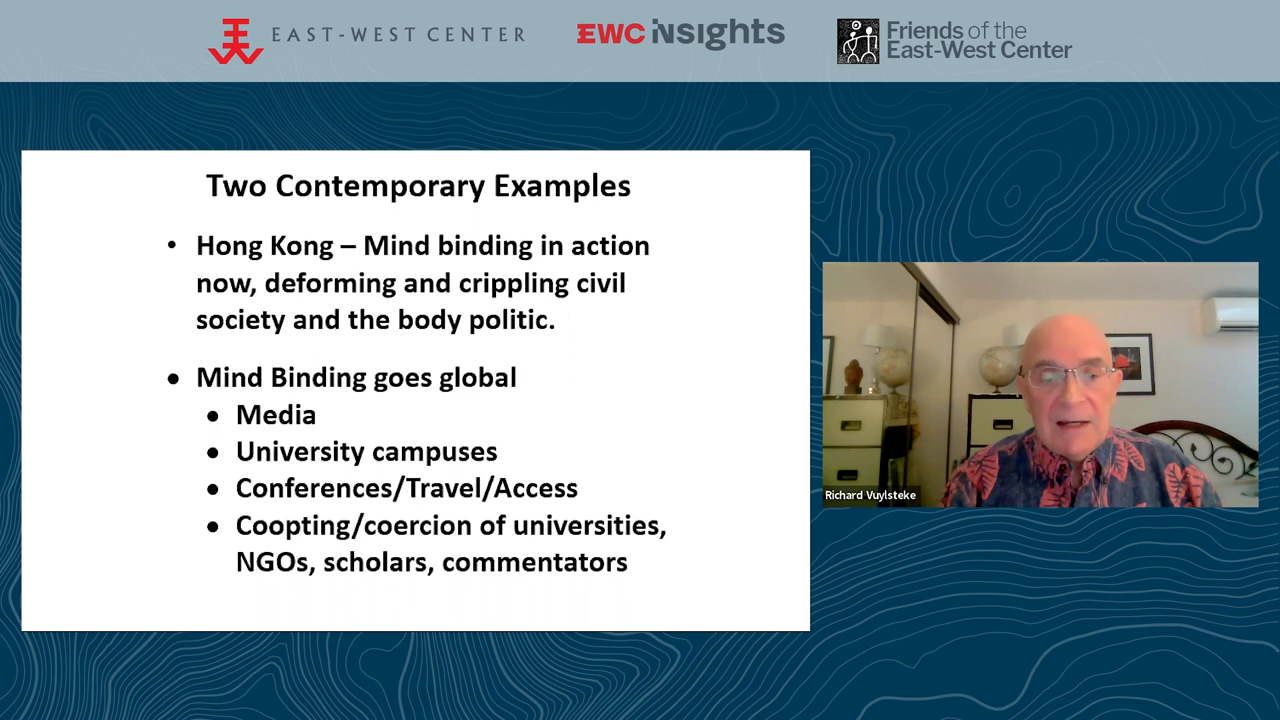 EAST-WEST CENTER
EWC iNsights
Friends of the
East-West Center
Two Contemporary Examples
• Hong Kong – Mind binding in action
now, deforming and crippling civil
society and the body politic.
• Mind Binding goes global
• Media
• University campuses
• Conferences/Travel/Access
• Coopting/coercion of universities,
NGOs, scholars, commentators
Richard Vuylsteke